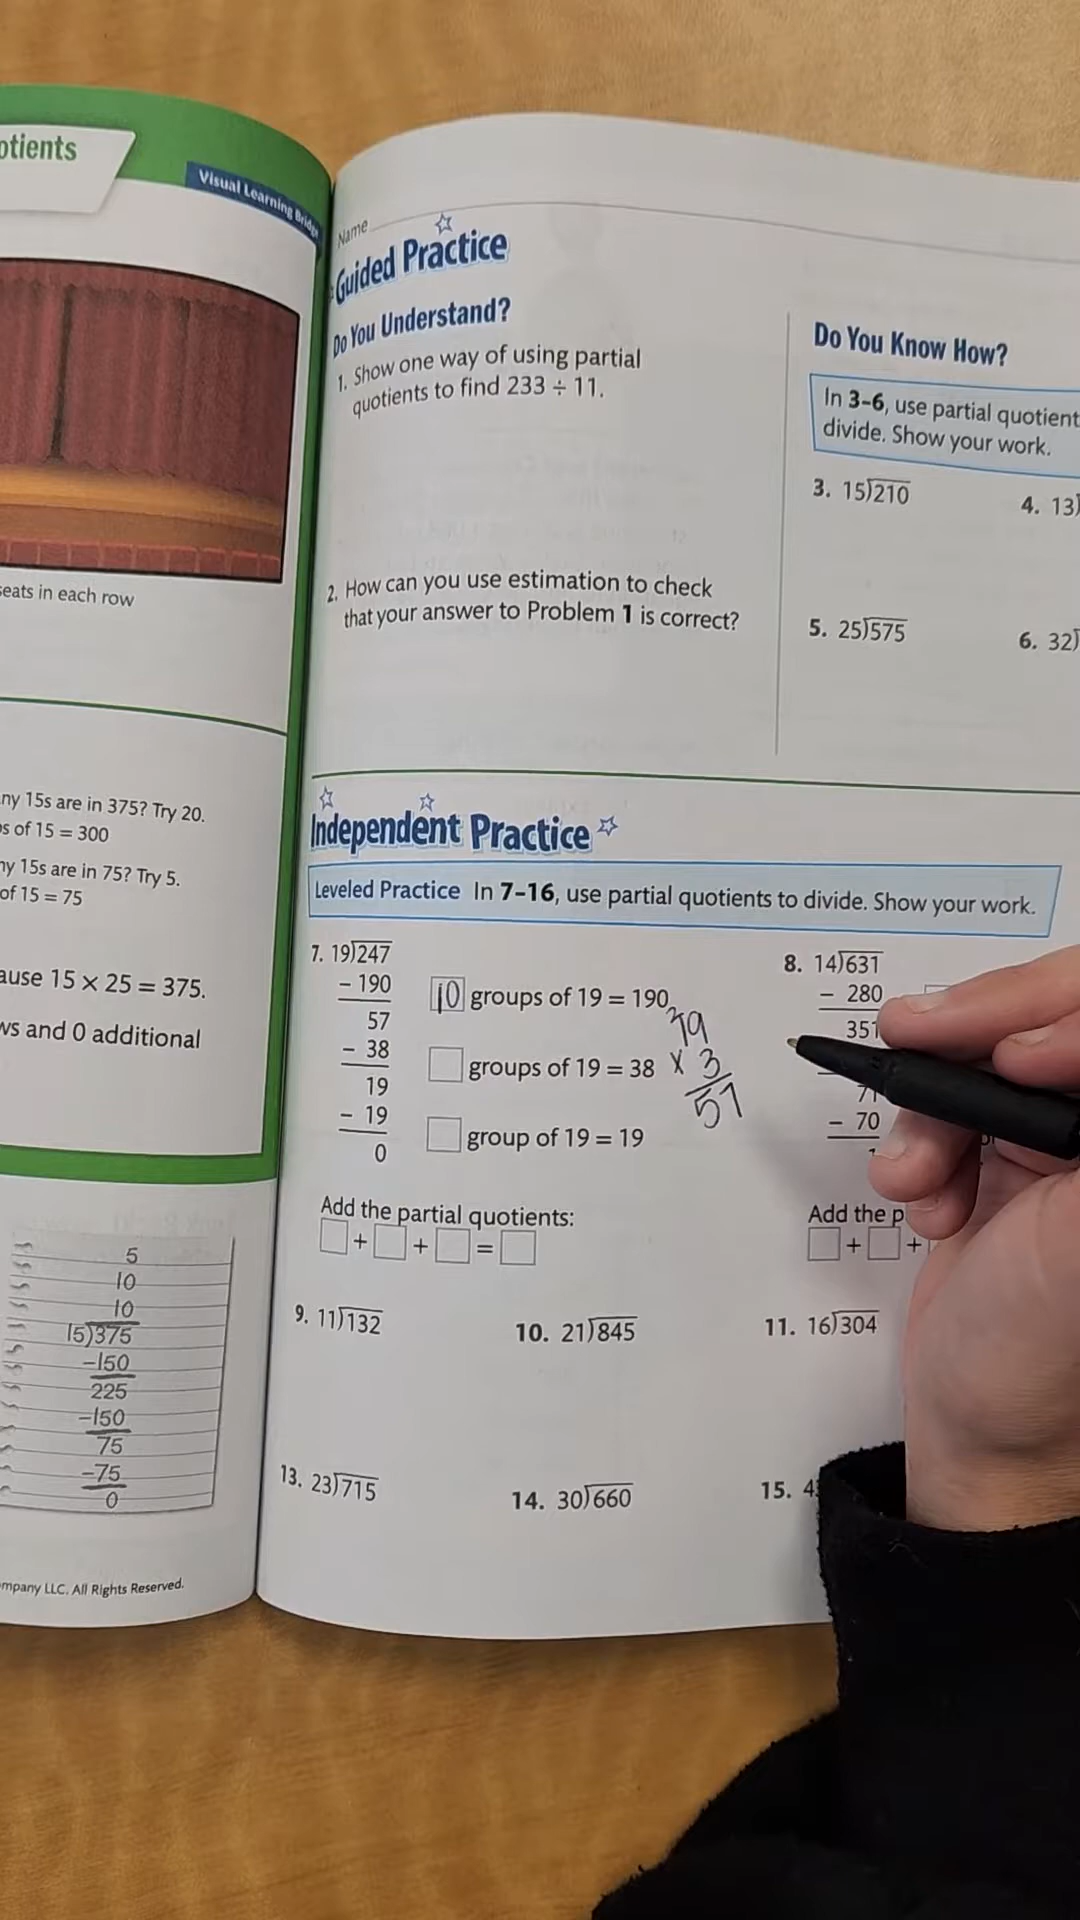 Visual Learning
seats in each row
15s are in 375? Try 20.
of 15 = 300
15s are in 75? Try 5.
of 15 = 75
15 × 25 = 375.
and 0 additional
5
10
10
15)375
-150
225
-150
75
-75
0
LLC. All Rights Reserved.
Name
Guided Practice
Do You Understand?
1. Show one way of using partial
quotients to find 233 ÷ 11.
2. How can you use estimation to check
that your answer to Problem 1 is correct?
Do You Know How?
In 3–6, use partial quotient
divide. Show your work.
3. 15)210
4. 13)
5. 25)575
6. 32)
Independent Practice
Leveled Practice In 7–16, use partial quotients to divide. Show your work.
7. 19)247
− 190 10 groups of 19 = 190
57
− 38 groups of 19 = 38
19
− 19 group of 19 = 19
0
19
x 3
57
Add the partial quotients:
+ + =
8. 14)631
− 280
351
71
− 70
Add the
+ +
9. 11)132
10. 21)845
11. 16)304
13. 23)715
14. 30)660
15. 4